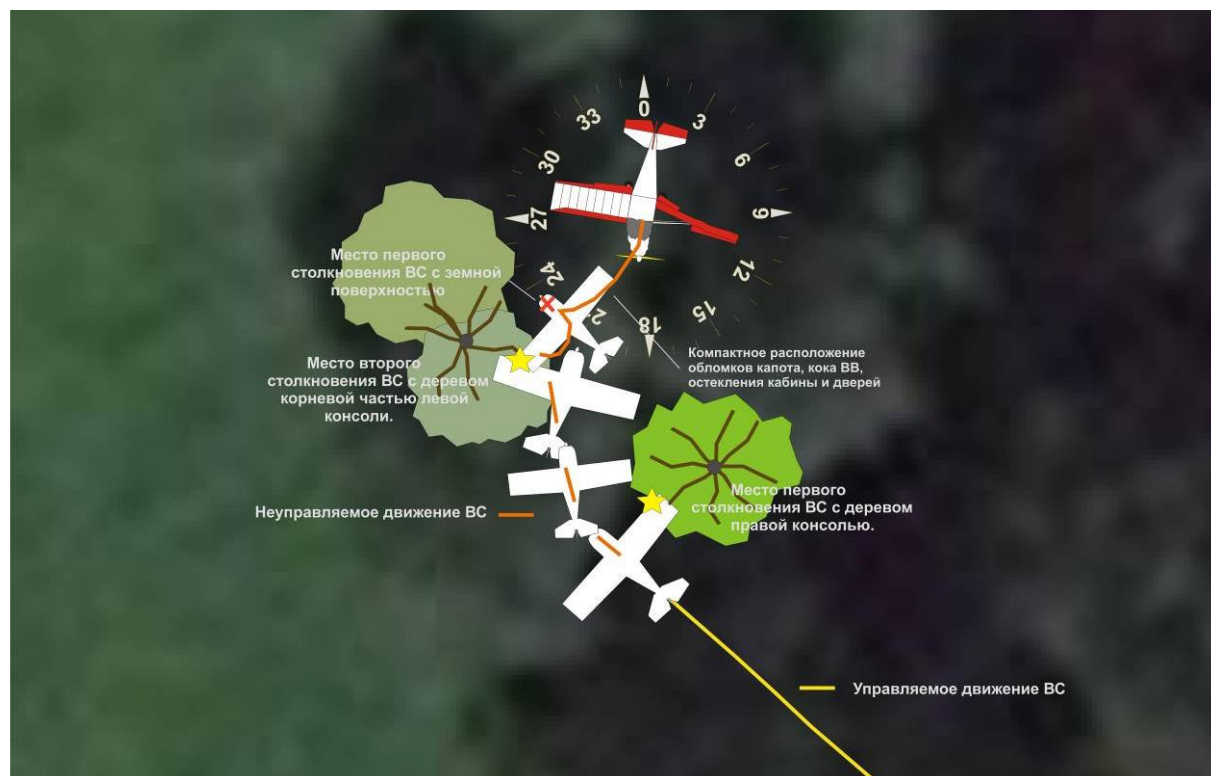 0
3
6
9
12
15
18
24
27
30
33
Место первого
столкновения ВС с земной
поверхностью
Место второго
столкновения ВС с деревом
корневой частью левой
консоли.
Компактное расположение
обломков капота, кока ВВ,
остекления кабины и дверей
Место первого
столкновения ВС с деревом
правой консолью.
Неуправляемое движение ВС
Управляемое движение ВС